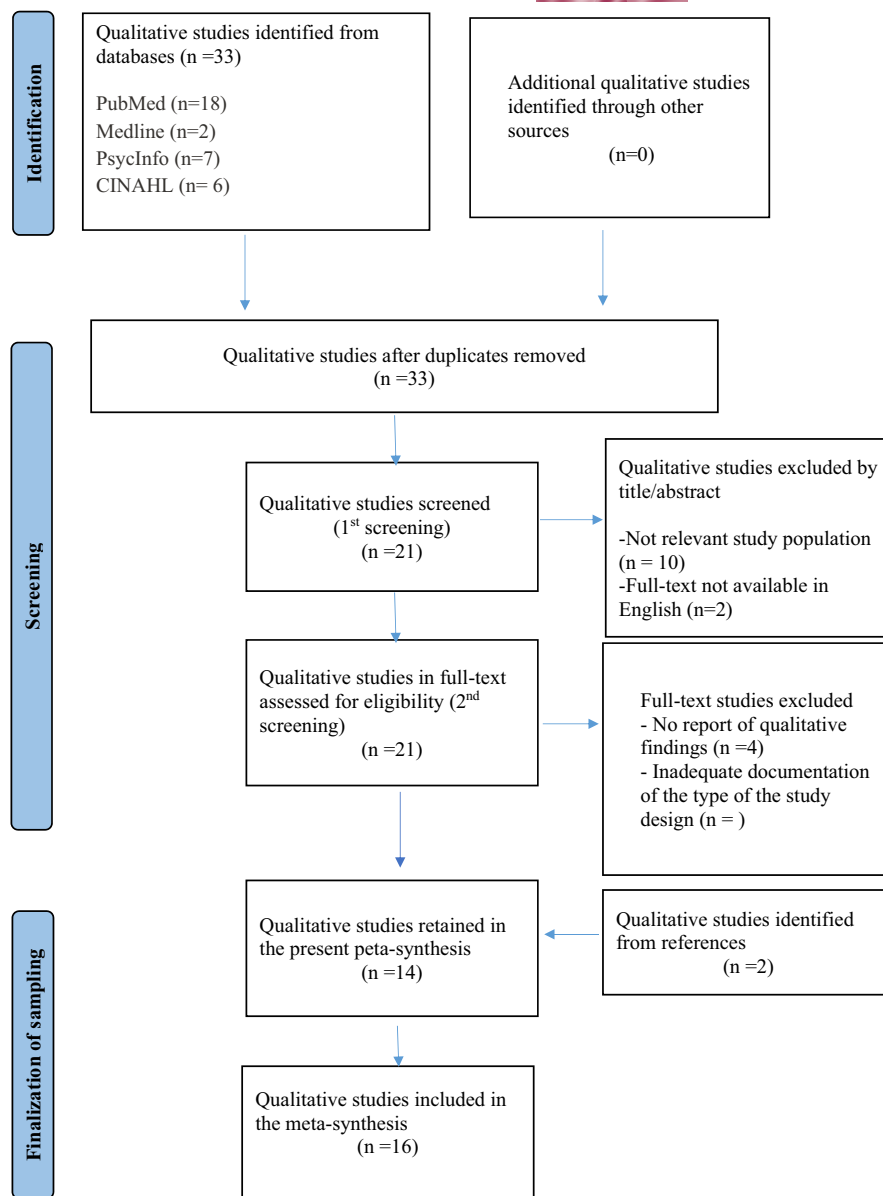 Identification
Qualitative studies identified from
databases (n =33)
PubMed (n=18)
Medline (n=2)
PsycInfo (n=7)
CINAHL (n= 6)
Additional qualitative studies
identified through other
sources
(n=0)
Screening
Qualitative studies after duplicates removed
(n =33)
Qualitative studies screened
(1st screening)
(n =21)
Qualitative studies excluded by
title/abstract
-Not relevant study population
(n = 10)
-Full-text not available in
English (n=2)
Qualitative studies in full-text
assessed for eligibility (2nd
screening)
(n =21)
Full-text studies excluded
- No report of qualitative
findings (n =4)
- Inadequate documentation
of the type of the study
design (n = )
Finalization of sampling
Qualitative studies retained in
the present peta-synthesis
(n =14)
Qualitative studies identified
from references
(n =2)
Qualitative studies included in
the meta-synthesis
(n =16)